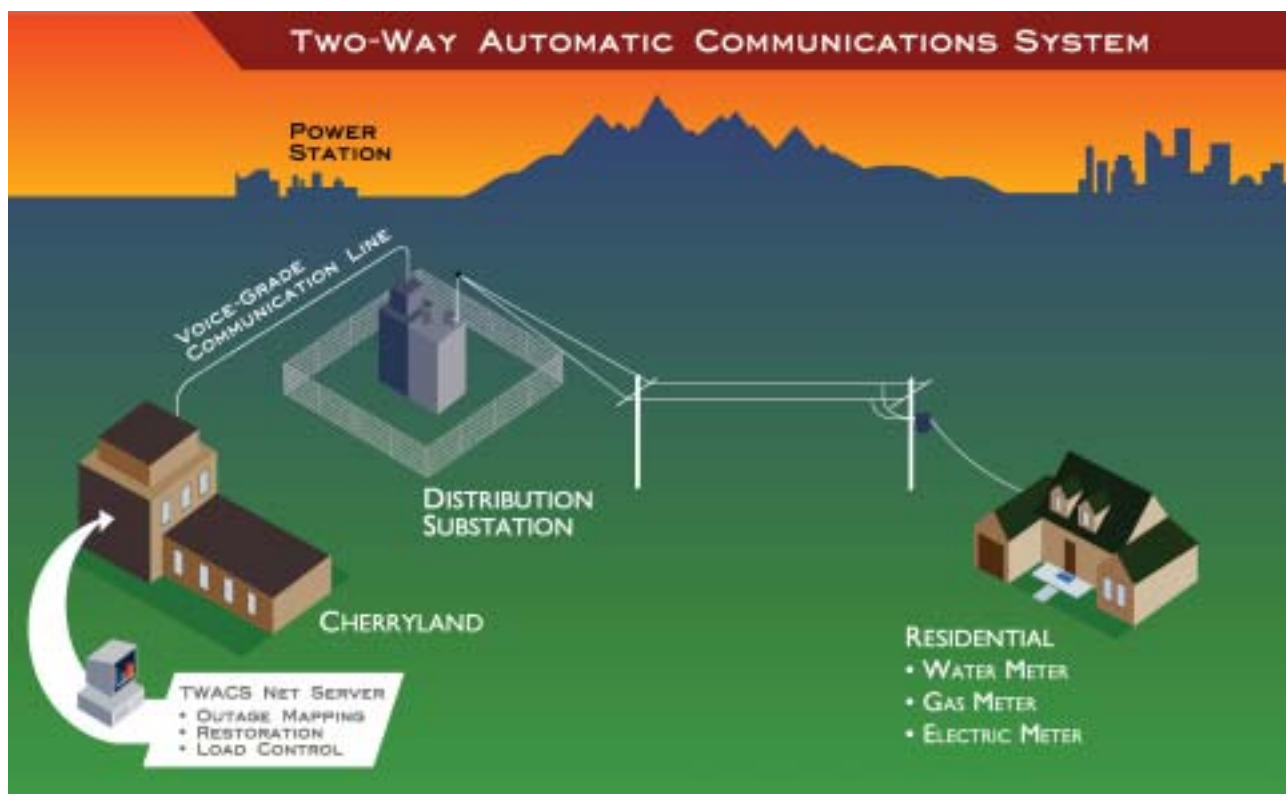 TWO-WAY AUTOMATIC COMMUNICATIONS SYSTEM
POWER
STATION
VOICE-GRADE
COMMUNICATION LINE
DISTRIBUTION
SUBSTATION
CHERRYLAND
TWACS NET SERVER
• OUTAGE MAPPING
• RESTORATION
• LOAD CONTROL
RESIDENTIAL
• WATER METER
• GAS METER
• ELECTRIC METER